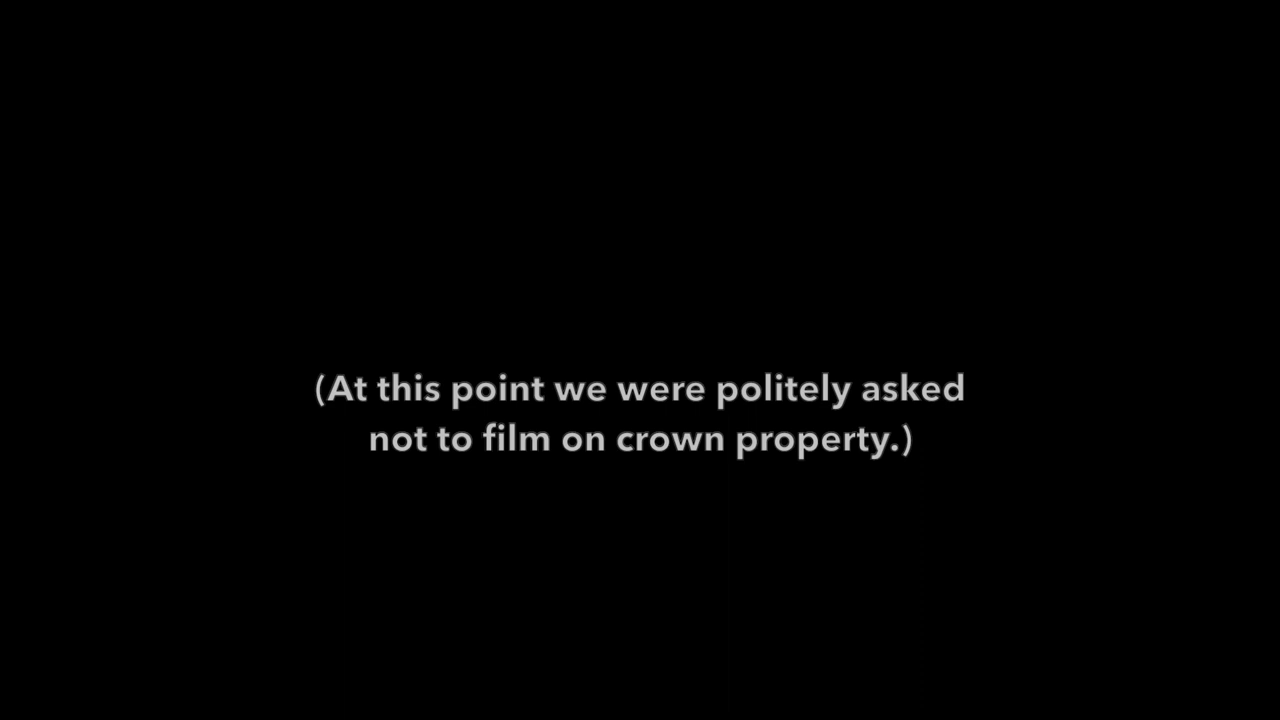 (At this point we were politely asked
not to film on crown property.)